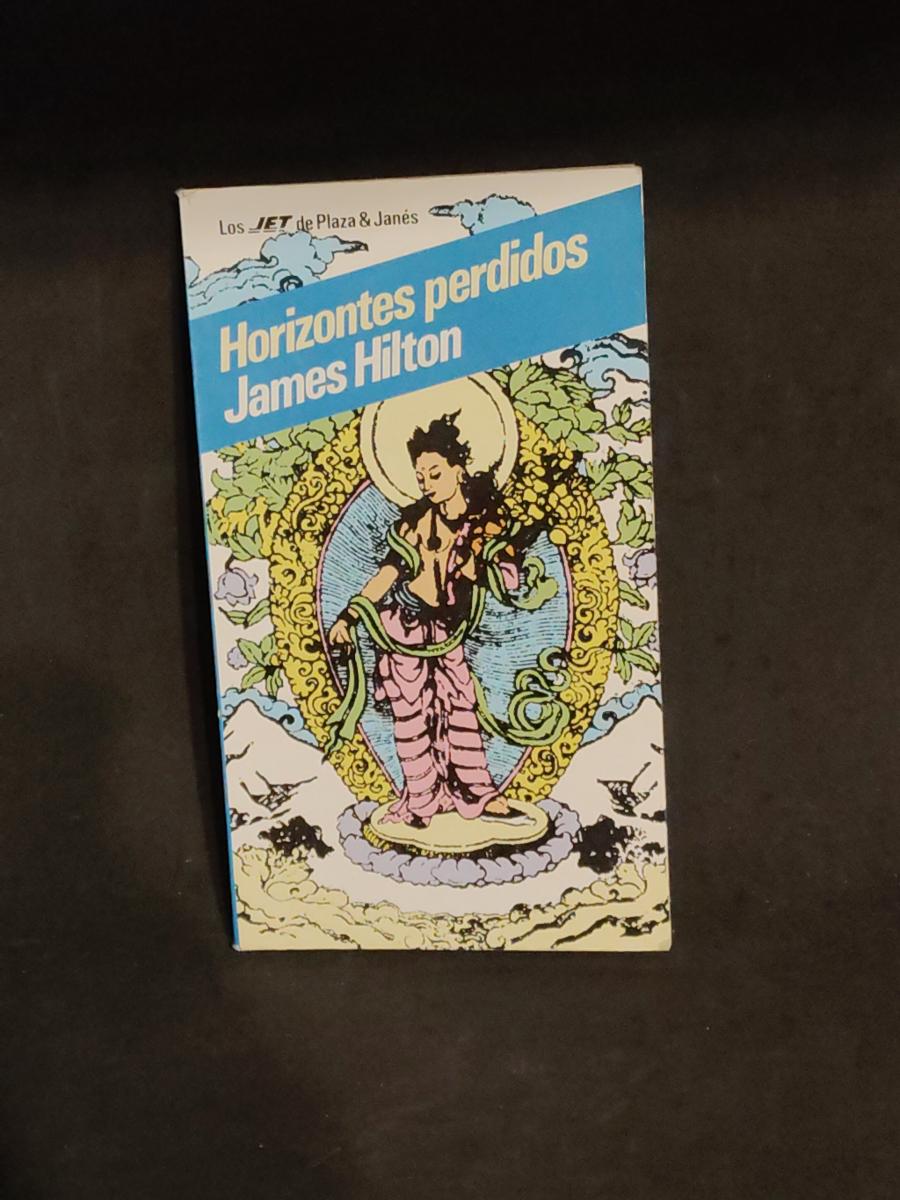 Los JET de Plaza & Janés
Horizontes perdidos
James Hilton